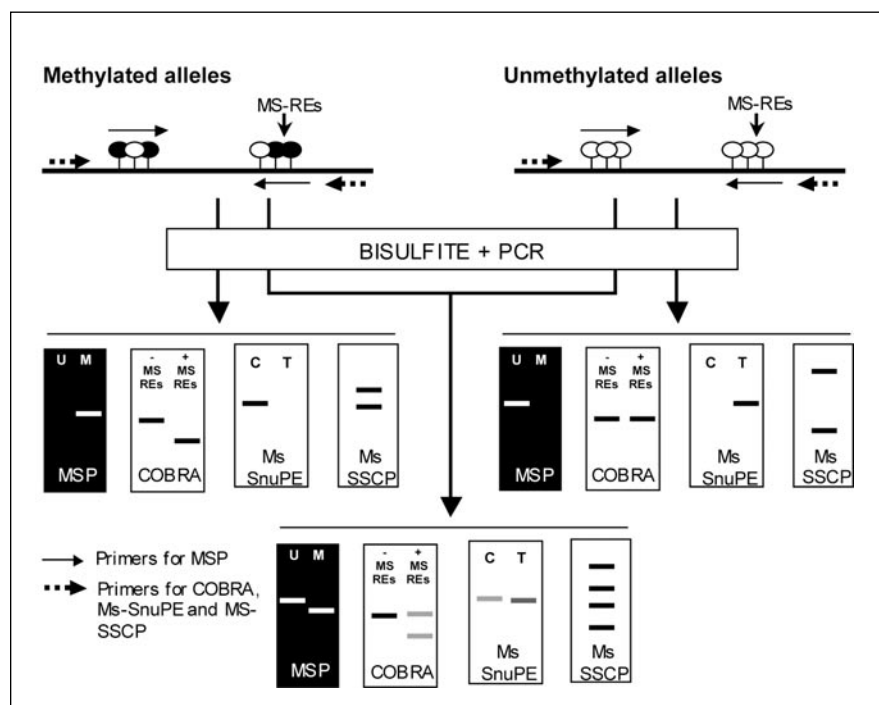 Methylated alleles
Unmethylated alleles
MS-REs
MS-REs
BISULFITE + PCR
U M
MSP
- +
MS MS
REs REs
COBRA
C T
Ms
SnuPE
Ms
SSCP
U M
MSP
- +
MS MS
REs REs
COBRA
C T
Ms
SnuPE
Ms
SSCP
Primers for MSP
Primers for COBRA,
Ms-SnuPE and MS-
SSCP
U M
MSP
- +
MS MS
REs REs
COBRA
C T
Ms
SnuPE
Ms
SSCP